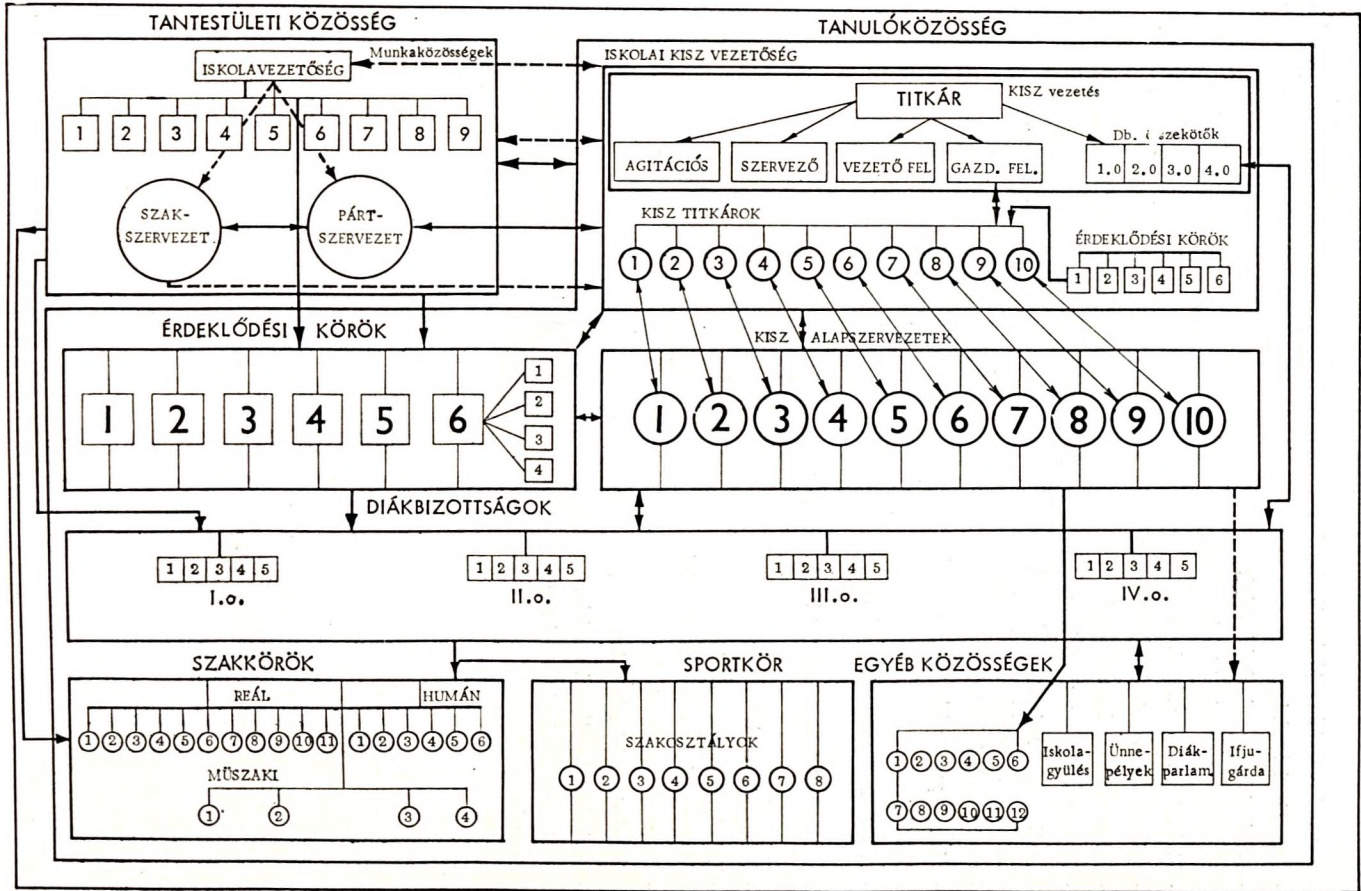 TANTESTÜLETI KÖZÖSSÉG
TANULÓKÖZÖSSÉG
Munkaközösségek
ISKOLAVEZETŐSÉG
1 2 3 4 5 6 7 8 9
SZAK-
SZERVEZET.
PÁRT-
SZERVEZET
ISKOLAI KISZ VEZETŐSÉG
TITKÁR
KISZ vezetés
AGITÁCIÓS
SZERVEZŐ
VEZETŐ FEL
GAZD. FEL.
Db.
1.0 2.0 3.0 4.0
KISZ TITKÁROK
1 2 3 4 5 6 7 8 9 10
ÉRDEKLŐDÉSI KÖRÖK
1 2 3 4 5 6
ÉRDEKLŐDÉSI KÖRÖK
1 2 3 4 5 6
1
2
3
4
KISZ ALAPSZERVEZETEK
1 2 3 4 5 6 7 8 9 10
DIÁKBIZOTTSÁGOK
1 2 3 4 5
I.o.
1 2 3 4 5
II.o.
1 2 3 4 5
III.o.
1 2 3 4 5
IV.o.
SZAKKÖRÖK
REÁL
HUMÁN
1 2 3 4 5 6 7 8 9 10 11
1 2 3 4 5 6
MŰSZAKI
1 2 3 4
SPORTKÖR
SZAKOSZTÁLYOK
1 2 3 4 5 6 7 8
EGYÉB KÖZÖSSÉGEK
1 2 3 4 5 6
7 8 9 10 11 12
Iskola-
gyülés
Ünne-
pélyek
Diák-
parlam.
Ifju-
gárda